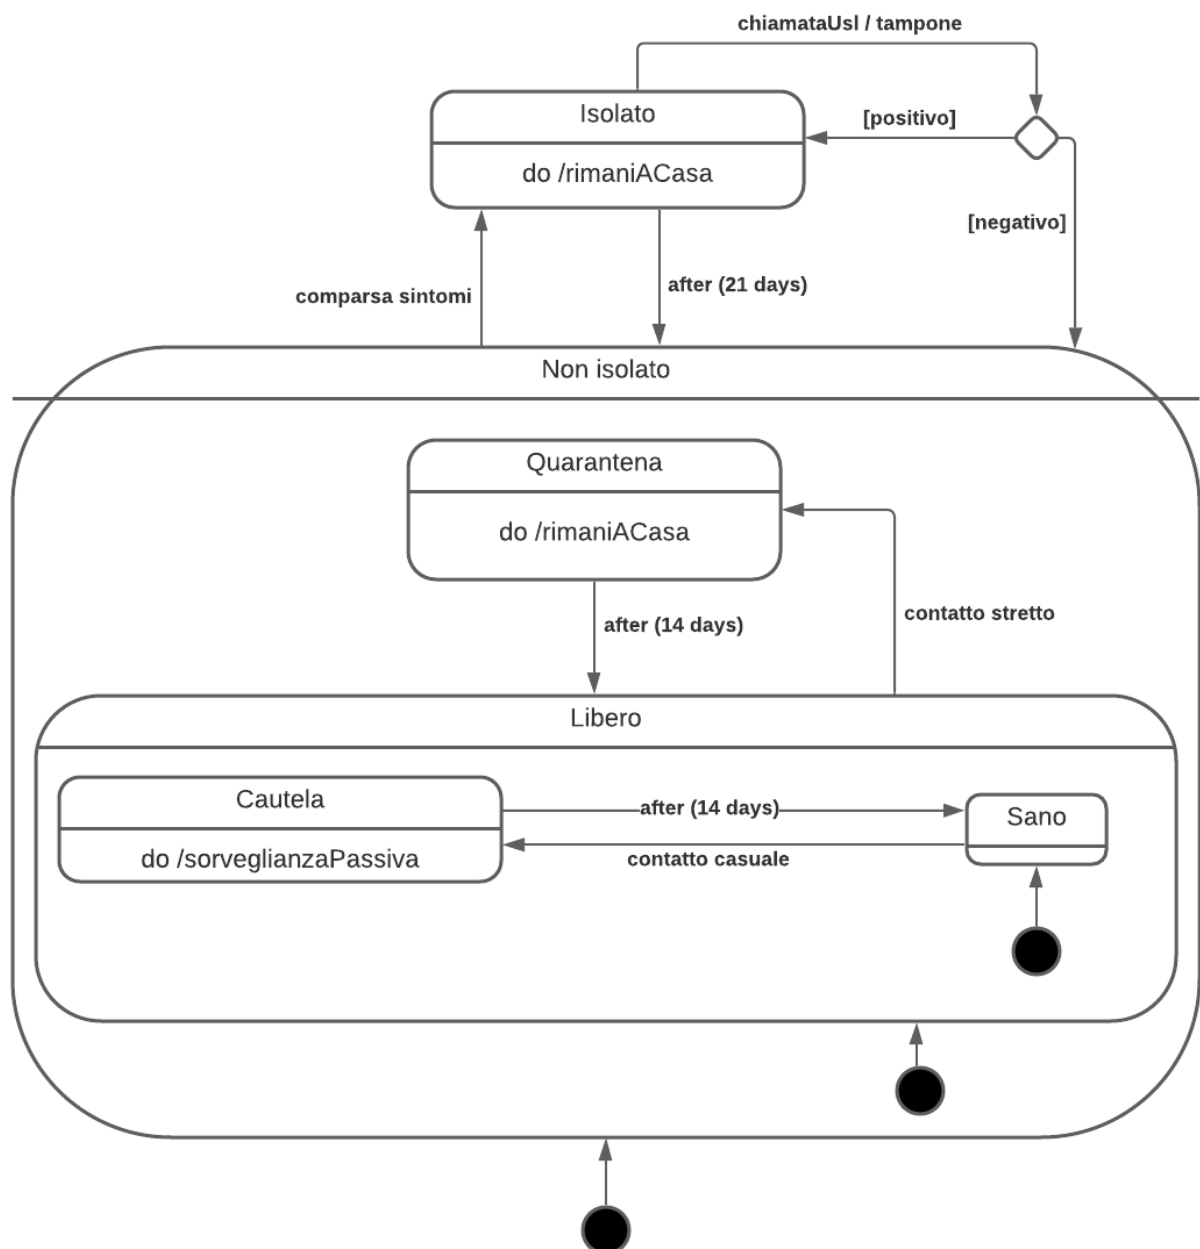 chiamataUsl / tampone
Isolato
[positivo]
do /rimaniACasa
[negativo]
comparsa sintomi
after (21 days)
Non isolato
Quarantena
do /rimaniACasa
after (14 days)
contatto stretto
Libero
Cautela
after (14 days)
Sano
do /sorveglianzaPassiva
contatto casuale